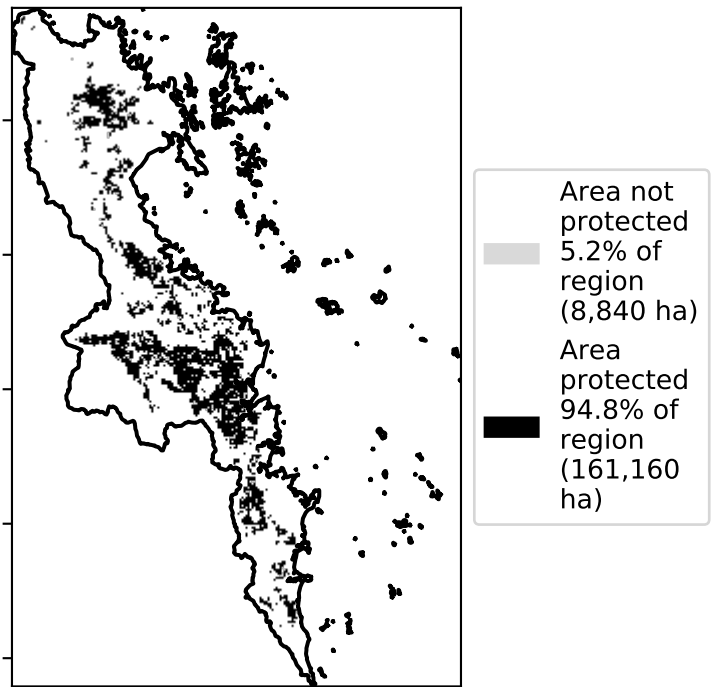 Area not
protected
5.2% of
region
(8,840 ha)
Area
protected
94.8% of
region
(161,160
ha)